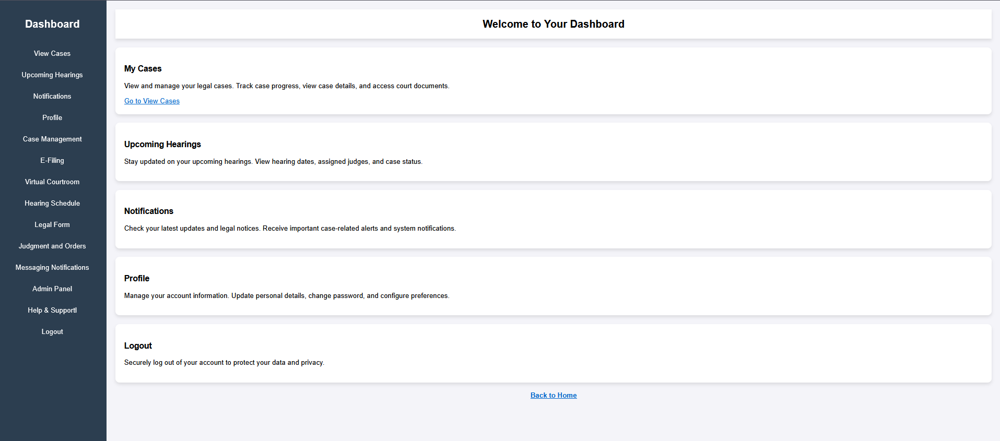 Dashboard
View Cases
Upcoming Hearings
Notifications
Profile
Case Management
E-Filing
Virtual Courtroom
Hearing Schedule
Legal Form
Judgment and Orders
Messaging Notifications
Admin Panel
Help & Supportl
Logout
Welcome to Your Dashboard
My Cases
View and manage your legal cases. Track case progress, view case details, and access court documents.
Go to View Cases
Upcoming Hearings
Stay updated on your upcoming hearings. View hearing dates, assigned judges, and case status.
Notifications
Check your latest updates and legal notices. Receive important case-related alerts and system notifications.
Profile
Manage your account information. Update personal details, change password, and configure preferences.
Logout
Securely log out of your account to protect your data and privacy.
Back to Home